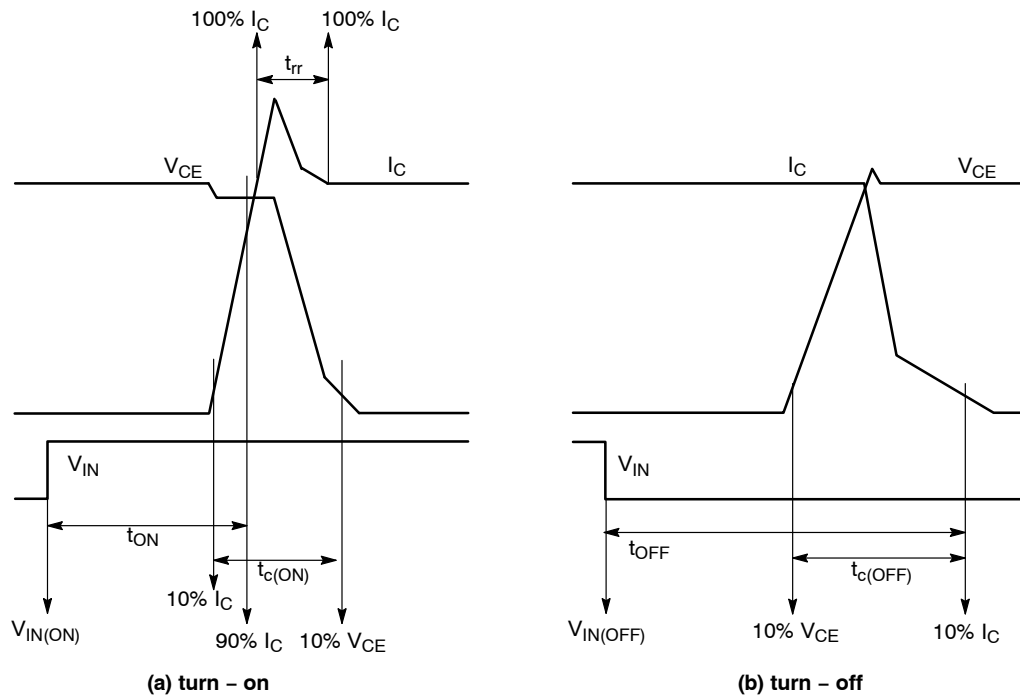 100% I_C 100% I_C
t_rr
V_CE I_C
I_C V_CE
V_IN
V_IN
t_ON
t_OFF
t_c(ON)
t_c(OFF)
10% I_C
V_IN(ON)
90% I_C 10% V_CE
V_IN(OFF)
10% V_CE
10% I_C
(a) turn − on
(b) turn − off